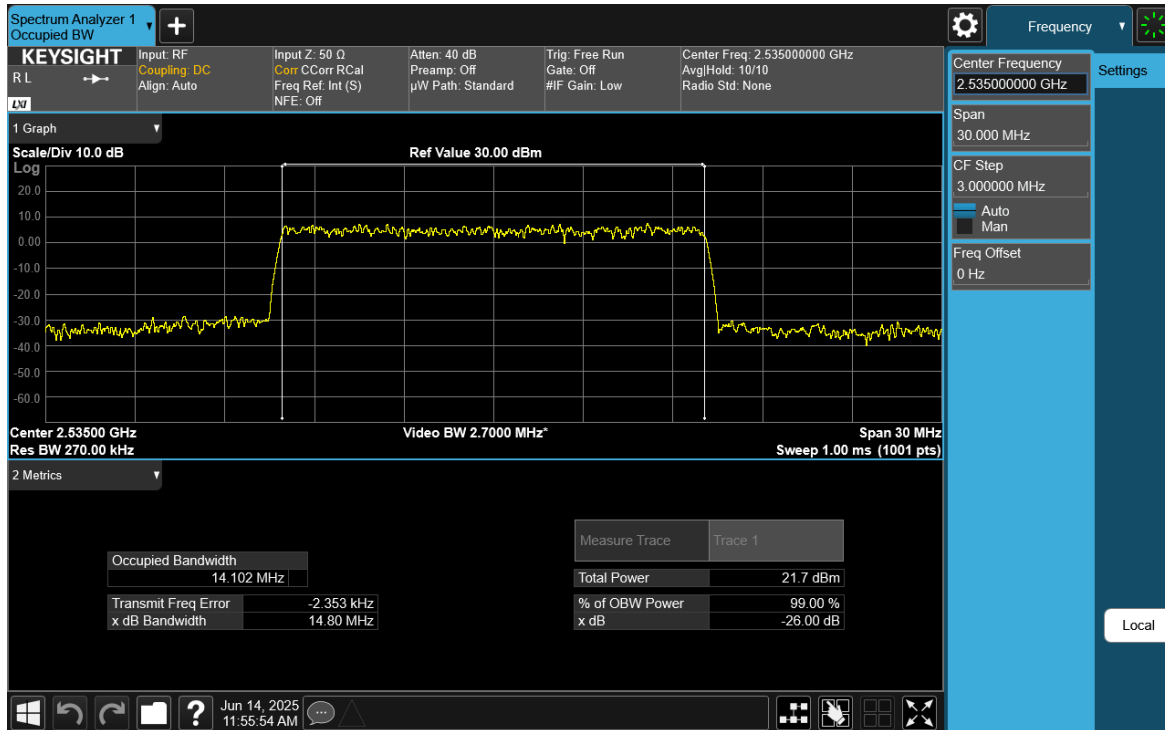 Spectrum Analyzer 1
Occupied BW
Frequency
KEYSIGHT
R L
LXI
Input: RF
Coupling: DC
Align: Auto
Input Z: 50 Ω
Corr CCorr RCal
Freq Ref: Int (S)
NFE: Off
Atten: 40 dB
Preamp: Off
µW Path: Standard
Trig: Free Run
Gate: Off
#IF Gain: Low
Center Freq: 2.535000000 GHz
Avg|Hold: 10/10
Radio Std: None
Center Frequency
2.535000000 GHz
Settings
Span
30.000 MHz
CF Step
3.000000 MHz
Auto
Man
Freq Offset
0 Hz
Local
1 Graph
Scale/Div 10.0 dB
Ref Value 30.00 dBm
Log
20.0
10.0
0.00
-10.0
-20.0
-30.0
-40.0
-50.0
-60.0
Center 2.53500 GHz
Video BW 2.7000 MHz*
Span 30 MHz
Res BW 270.00 kHz
Sweep 1.00 ms (1001 pts)
2 Metrics
Measure Trace Trace 1
Occupied Bandwidth
14.102 MHz
Total Power 21.7 dBm
Transmit Freq Error -2.353 kHz
% of OBW Power 99.00 %
x dB Bandwidth 14.80 MHz
x dB -26.00 dB
?
Jun 14, 2025
11:55:54 AM